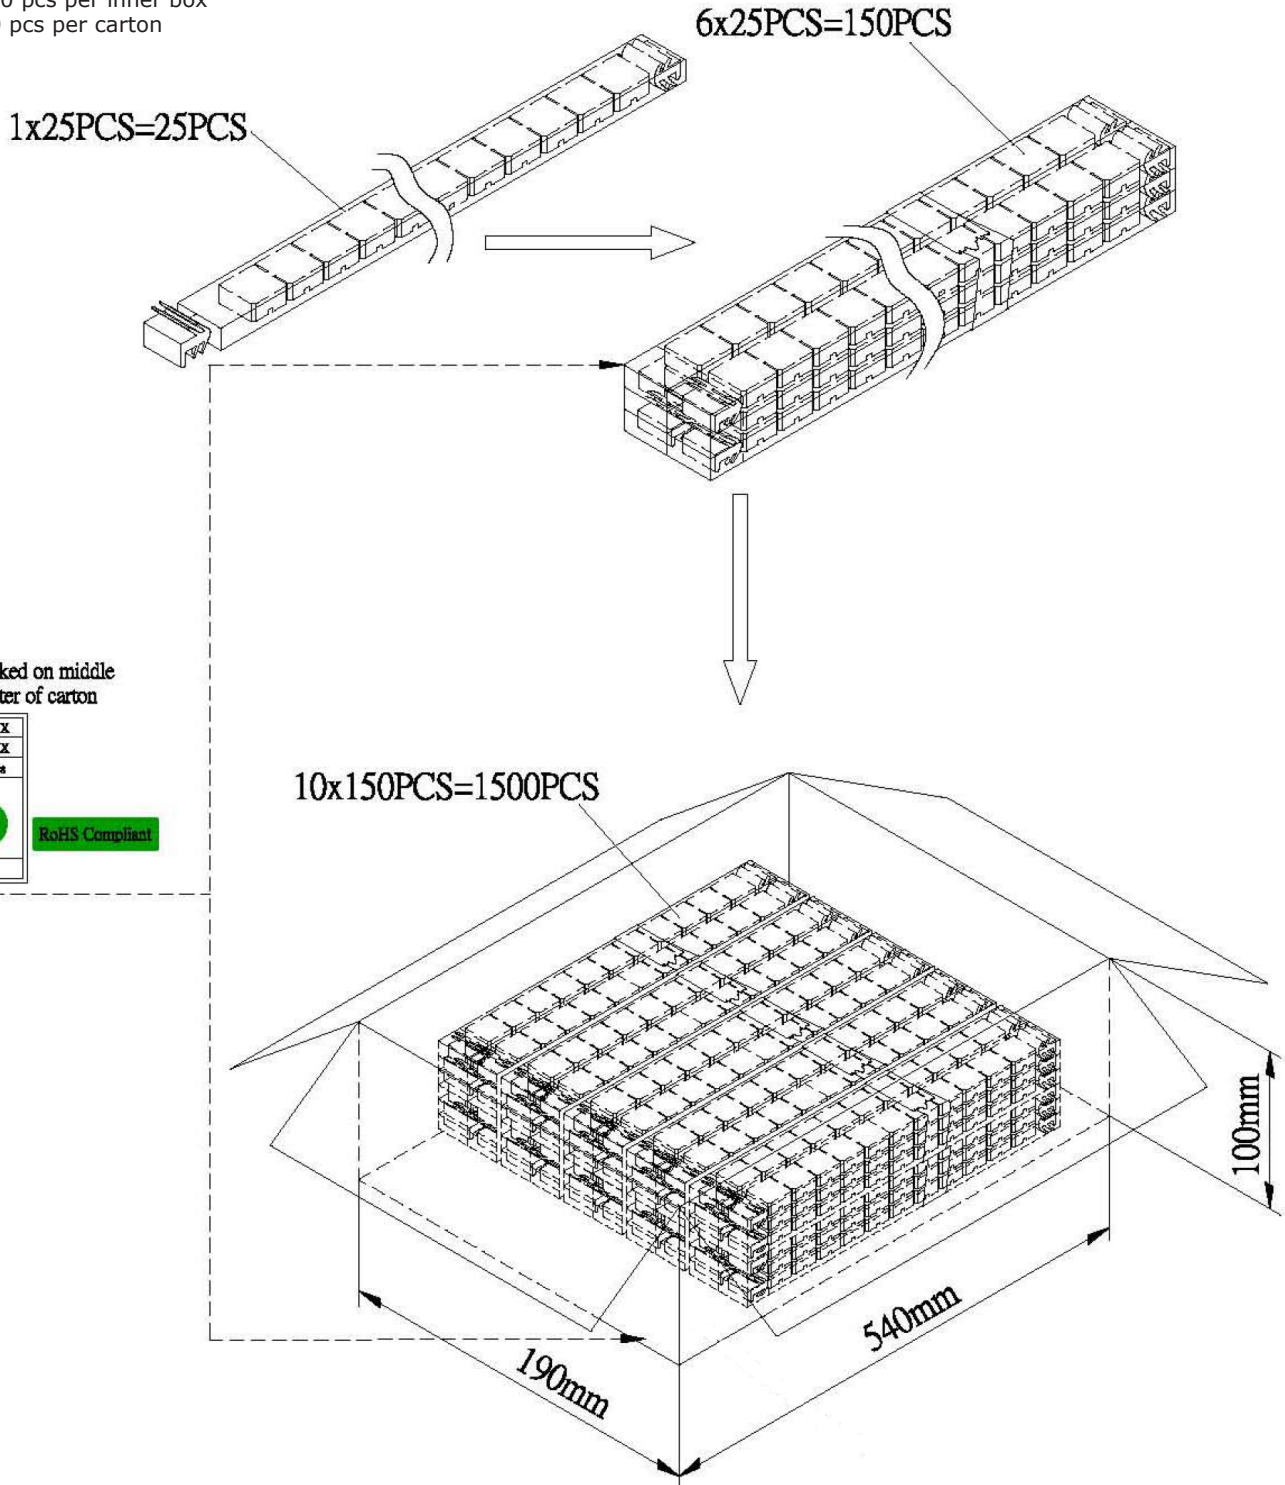 0 pcs per inner box
pcs per carton
6x25PCS=150PCS
1x25PCS=25PCS
ked on middle
ter of carton
X
X
RoHS Compliant
10x150PCS=1500PCS
100mm
540mm
190mm